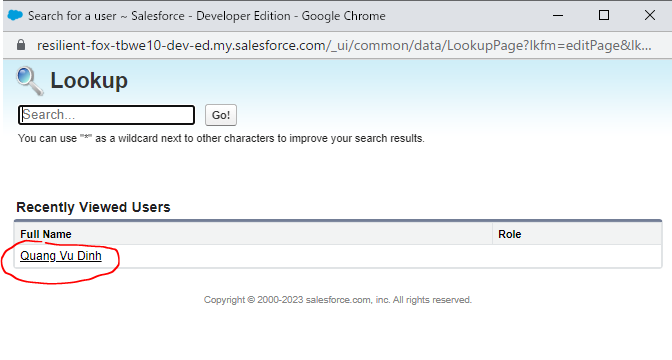 Search for a user ~ Salesforce - Developer Edition - Google Chrome
resilient-fox-tbwe10-dev-ed.my.salesforce.com/_ui/common/data/LookupPage?lkfm=editPage&lk...
Lookup
Search...
Go!
You can use "*" as a wildcard next to other characters to improve your search results.
Recently Viewed Users
Full Name Role
Quang Vu Dinh
Copyright © 2000-2023 salesforce.com, inc. All rights reserved.